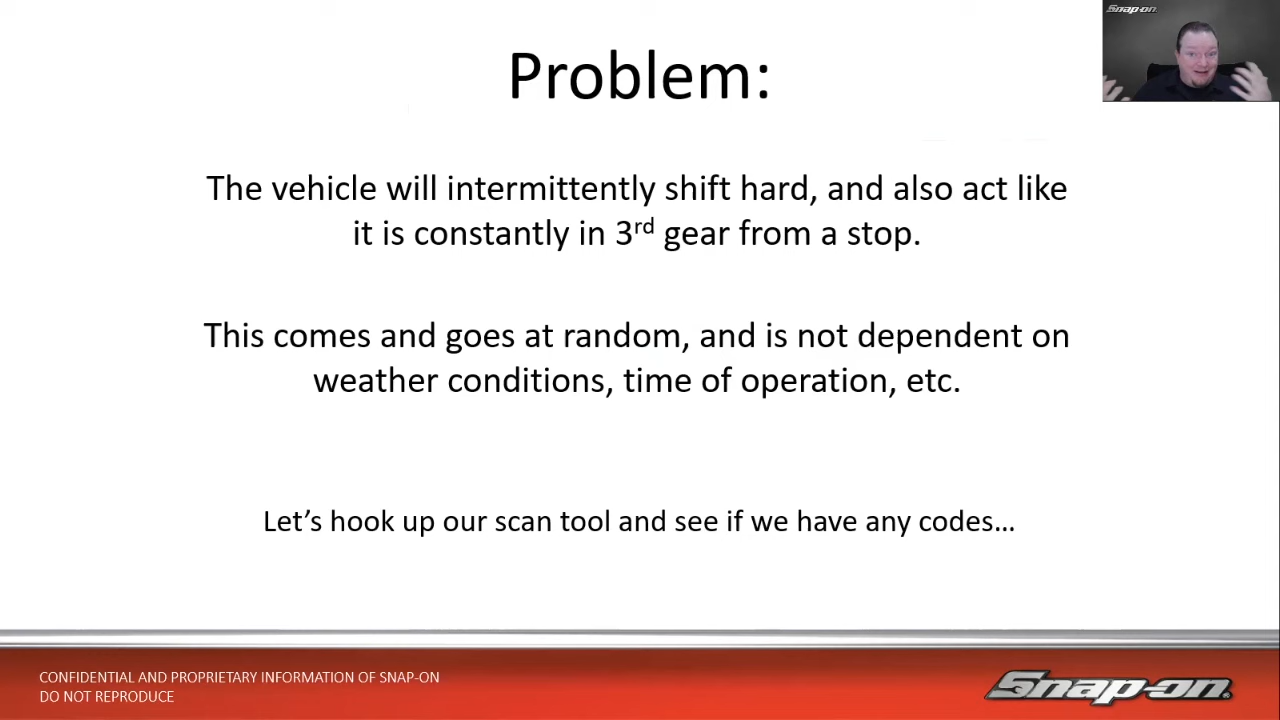 Snap-on
Problem:
The vehicle will intermittently shift hard, and also act like
it is constantly in 3rd gear from a stop.
This comes and goes at random, and is not dependent on
weather conditions, time of operation, etc.
Let’s hook up our scan tool and see if we have any codes…
CONFIDENTIAL AND PROPRIETARY INFORMATION OF SNAP-ON
DO NOT REPRODUCE
Snap-on®